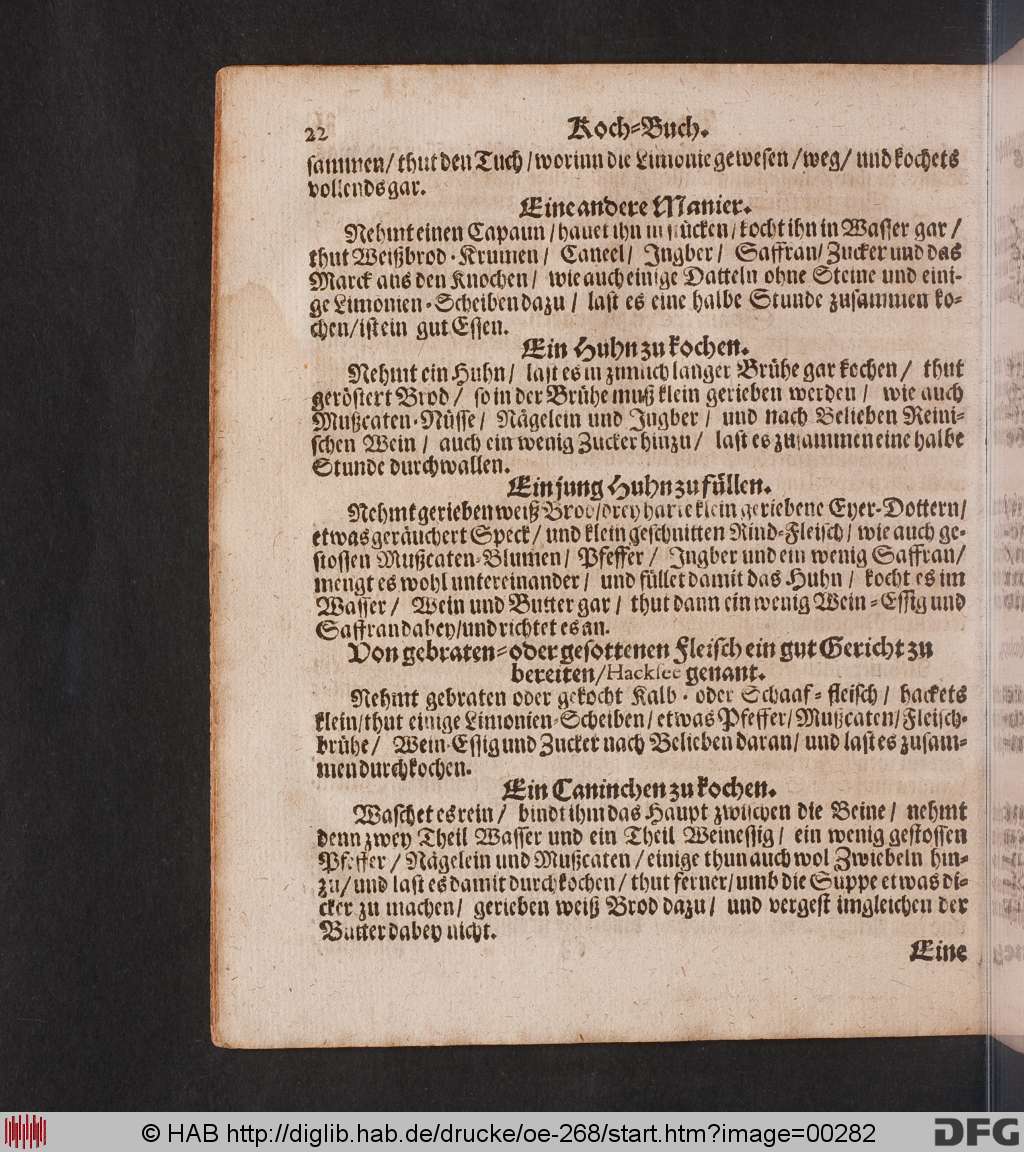 22 Koch-Buch.
sammen/ thut den Tuch/ worinn die Limonie gewesen /weg/ und kochets
vollends gar.
Eine andere Manier.
Nehmt einen Capaun / hauet ihn in stücken/ kocht ihn in Wasser gar /
thut Weißbrod-Krumen / Caneel / Ingber / Saffran/ Zucker und das
Marck aus den Knochen / wie auch einige Datteln ohne Steine und eini-
ge Limonien-Scheiben dazu / last es eine halbe Stunde zusammen ko-
chen/ ist ein gut Essen.
Ein Huhn zu kochen.
Nehmt ein Huhn / last es in zimlich langer Brühe gar kochen / thut
geröstert Brod / so in der Brühe muß klein gerieben werden / wie auch
Mußcaten-Nüsse / Nägelein und Ingber / und nach Belieben Reini-
schen Wein / auch ein wenig Zucker hinzu / last es zusammen eine halbe
Stunde durchwallen.
Ein jung Huhn zu füllen.
Nehmt gerieben weiß Brod/ drey harte klein geriebene Eyer-Dottern/
etwas geräuchert Speck / und klein geschnitten Rind-Fleisch / wie auch ge-
stossen Mußcaten-Blumen / Pfeffer / Ingber und ein wenig Saffran/
mengt es wohl untereinander / und füllet damit das Huhn / kocht es im
Wasser / Wein und Butter gar / thut dann ein wenig Wein-Essig und
Saffran dabey/ und richtet es an.
Von gebraten- oder gesottenen Fleisch ein gut Gericht zu
bereiten/ Hacksee genant.
Nehmt gebraten oder gekocht Kalb- oder Schaaf-fleisch / hackets
klein/ thut einige Limonien-Scheiben / etwas Pfeffer/ Mußcaten/ Fleisch-
brühe / Wein-Essig und Zucker nach Belieben daran/ und last es zusam-
men durchkochen.
Ein Caninchen zu kochen.
Waschet es rein / bindt ihm das Haupt zwischen die Beine / nehmt
denn zwey Theil Wasser und ein Theil Weinessig / ein wenig gestossen
Pfeffer / Nägelein und Mußcaten / einige thun auch wol Zwiebeln hin-
zu/ und last es damit durchkochen / thut ferner/ umb die Suppe etwas di-
cker zu machen/ gerieben weiß Brod dazu / und vergest imgleichen der
Butter dabey nicht.
Eine
© HAB http://diglib.hab.de/drucke/oe-268/start.htm?image=00282
DFG